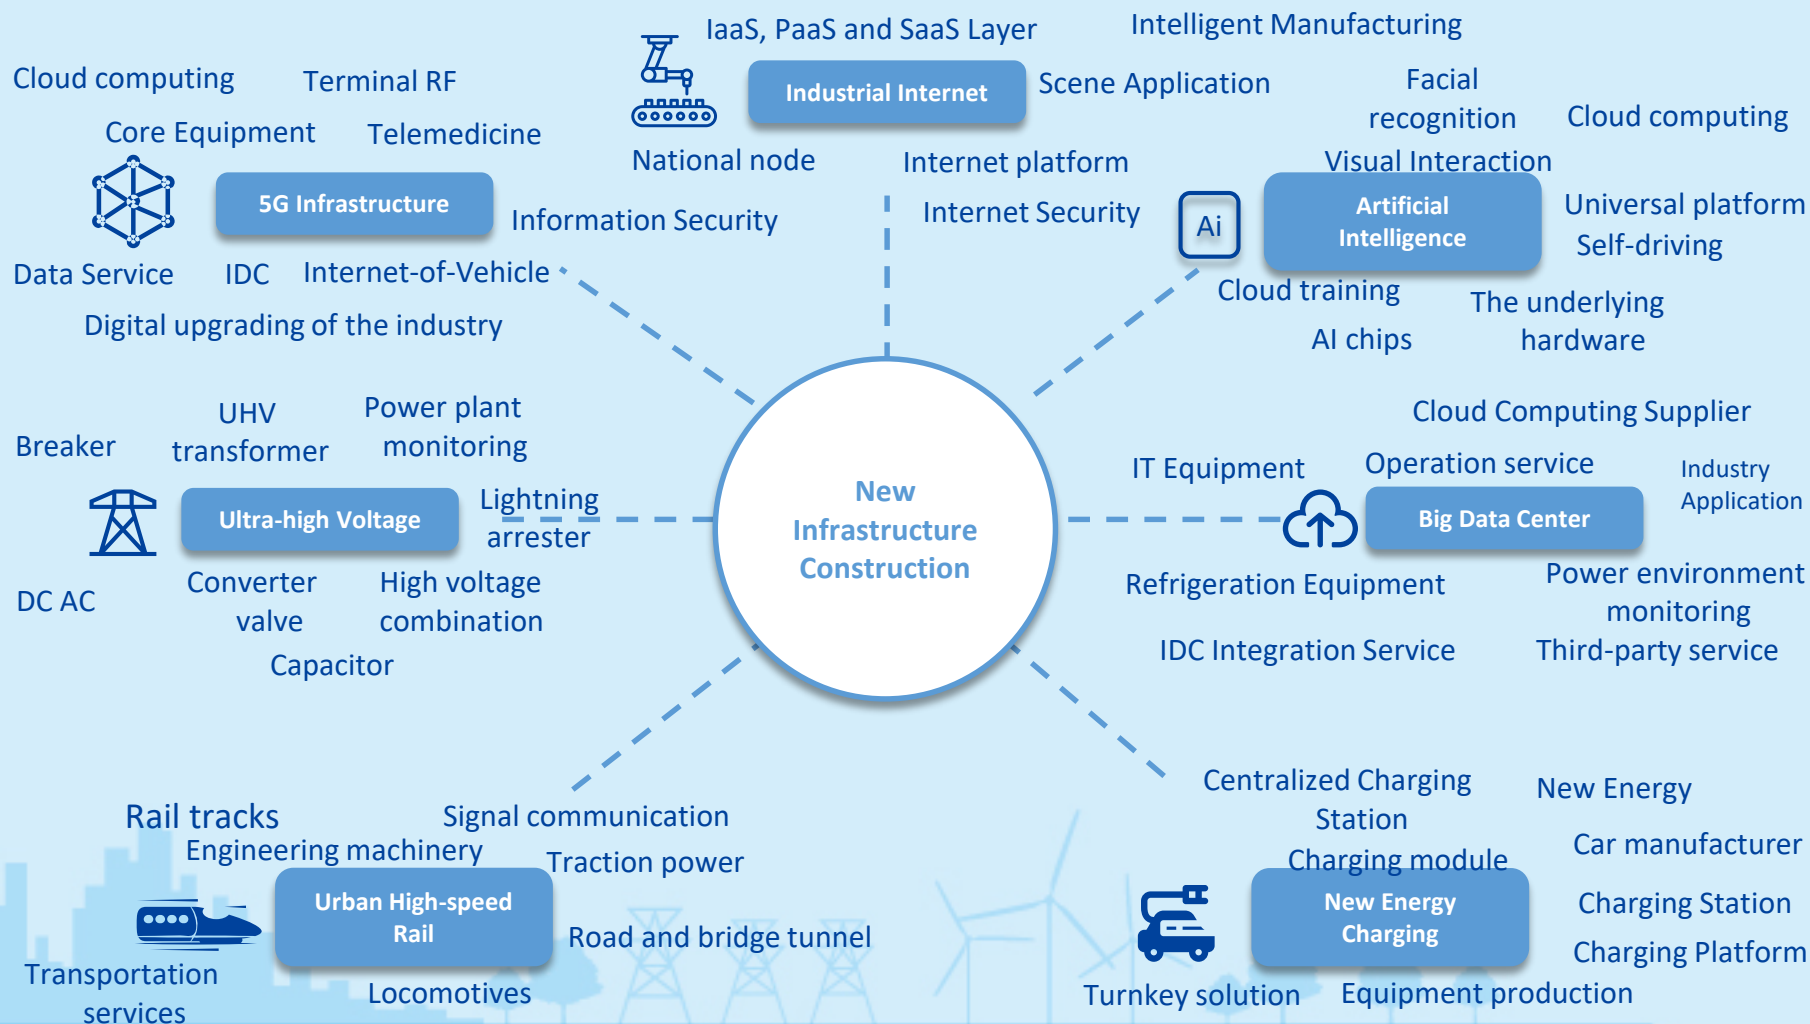 IaaS, PaaS and SaaS Layer
Intelligent Manufacturing
Industrial Internet
Scene Application
National node
Internet platform
Internet Security
Cloud computing
Terminal RF
Core Equipment
Telemedicine
5G Infrastructure
Information Security
Data Service
IDC
Internet-of-Vehicle
Digital upgrading of the industry
Facial
recognition
Cloud computing
Visual Interaction
Ai
Artificial
Intelligence
Universal platform
Self-driving
Cloud training
The underlying
hardware
AI chips
UHV
transformer
Power plant
monitoring
Breaker
Ultra-high Voltage
Lightning
arrester
DC AC
Converter
valve
High voltage
combination
Capacitor
New
Infrastructure
Construction
Cloud Computing Supplier
IT Equipment
Operation service
Industry
Application
Big Data Center
Refrigeration Equipment
Power environment
monitoring
IDC Integration Service
Third-party service
Rail tracks
Signal communication
Engineering machinery
Traction power
Urban High-speed
Rail
Road and bridge tunnel
Transportation
services
Locomotives
Centralized Charging
Station
New Energy
Charging module
Car manufacturer
New Energy
Charging
Charging Station
Charging Platform
Turnkey solution
Equipment production